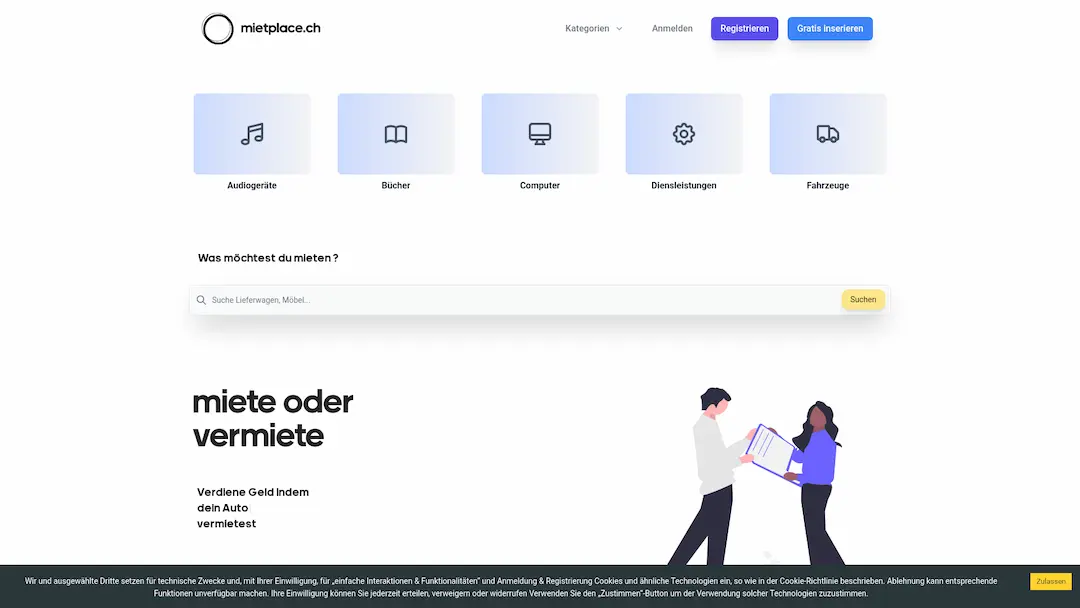 mietplace.ch
Kategorien
Anmelden
Registrieren
Gratis Inserieren
Audiogeräte
Bücher
Computer
Diensleistungen
Fahrzeuge
Was möchtest du mieten ?
Suche Lieferwagen, Möbel...
Suchen
miete oder
vermiete
Verdiene Geld indem
dein Auto
vermietest
Wir und ausgewählte Dritte setzen für technische Zwecke und, mit Ihrer Einwilligung, für „einfache Interaktionen & Funktionalitäten" und Anmeldung & Registrierung Cookies und ähnliche Technologien ein, so wie in der Cookie-Richtlinie beschrieben. Ablehnung kann entsprechende
Funktionen unverfügbar machen. Ihre Einwilligung können Sie jederzeit erteilen, verweigern oder widerrufen Verwenden Sie den „Zustimmen"-Button um der Verwendung solcher Technologien zuzustimmen.
Zulassen